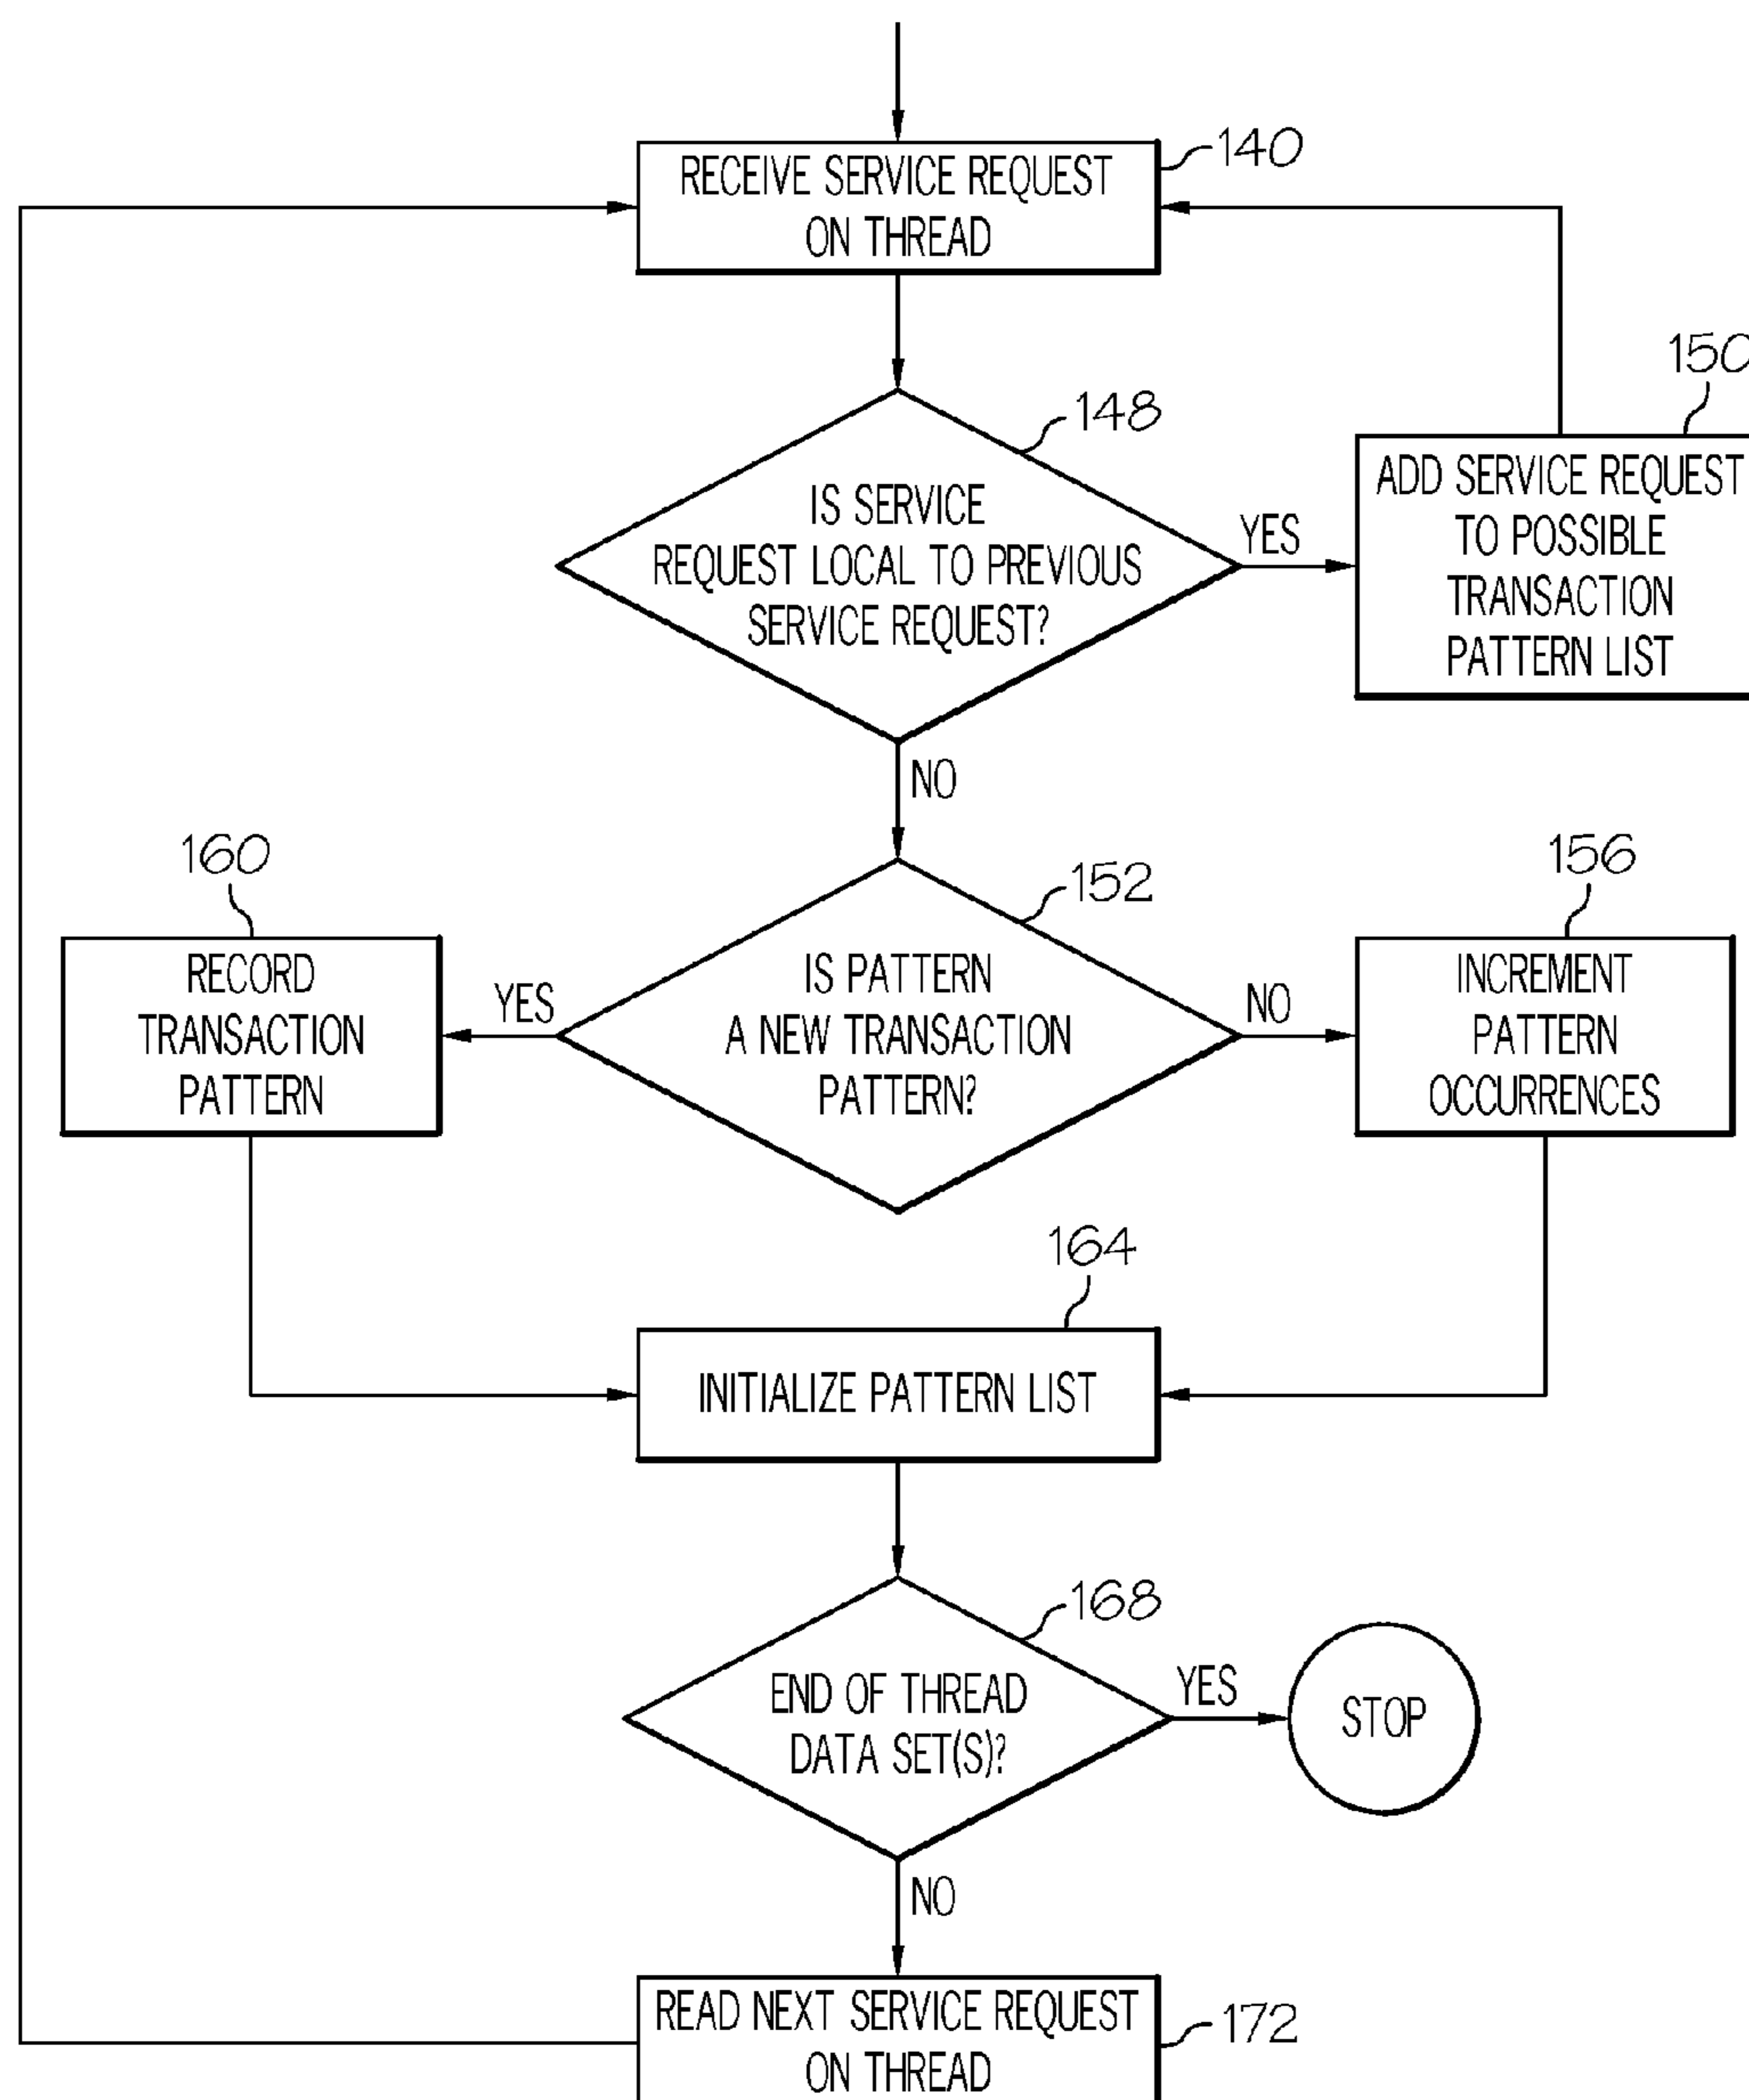 RECEIVE SERVICE REQUEST
ON THREAD
140
148
IS SERVICE
REQUEST LOCAL TO PREVIOUS
SERVICE REQUEST?
YES
150
ADD SERVICE REQUEST
TO POSSIBLE
TRANSACTION
PATTERN LIST
NO
160
RECORD
TRANSACTION
PATTERN
YES
152
IS PATTERN
A NEW TRANSACTION
PATTERN?
NO
156
INCREMENT
PATTERN
OCCURRENCES
164
INITIALIZE PATTERN LIST
168
END OF THREAD
DATA SET(S)?
YES
STOP
NO
READ NEXT SERVICE REQUEST
ON THREAD
172